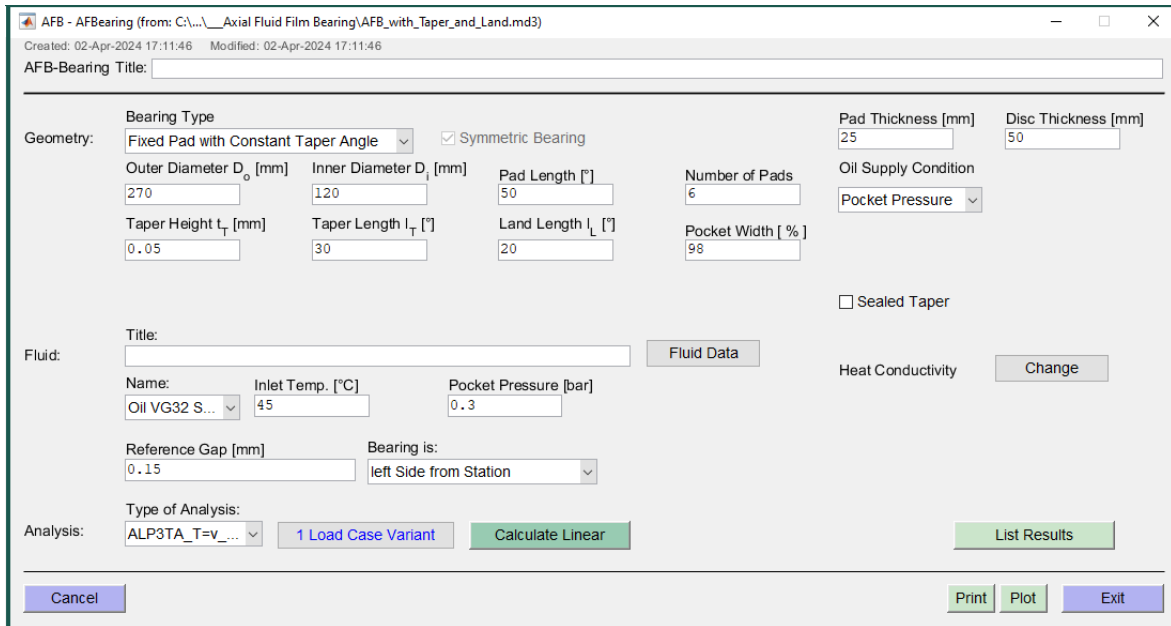 AFB - AFBearing (from: C:\...\__Axial Fluid Film Bearing\AFB_with_Taper_and_Land.md3)
Created: 02-Apr-2024 17:11:46 Modified: 02-Apr-2024 17:11:46
AFB-Bearing Title:
Bearing Type Pad Thickness [mm] Disc Thickness [mm]
Geometry: Fixed Pad with Constant Taper Angle Symmetric Bearing 25 50
Outer Diameter Do [mm] Inner Diameter Di [mm] Pad Length [°] Number of Pads Oil Supply Condition
270 120 50 6 Pocket Pressure
Taper Height tT [mm] Taper Length lT [°] Land Length lL [°] Pocket Width [ % ]
0.05 30 20 98
Sealed Taper
Title:
Fluid: Fluid Data
Heat Conductivity Change
Name: Inlet Temp. [°C] Pocket Pressure [bar]
Oil VG32 S... 45 0.3
Reference Gap [mm] Bearing is:
0.15 left Side from Station
Type of Analysis:
Analysis: ALP3TA_T=v_... 1 Load Case Variant Calculate Linear List Results
Cancel Print Plot Exit